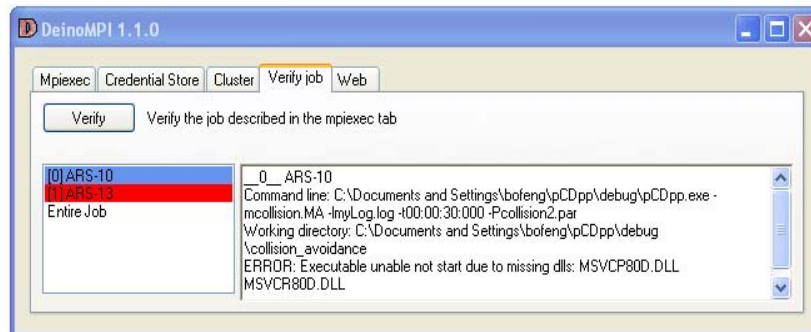 DeinoMPI 1.1.0
Mpiexec Credential Store Cluster Verify job Web
Verify Verify the job described in the mpiexec tab
[0] ARS-10
[1] ARS-13
Entire Job
__0__ ARS-10
Command line: C:\Documents and Settings\bofeng\pCDpp\debug\pCDpp.exe -
mcollision.MA -lmyLog.log -t00:00:30:000 -Pcollision2.par
Working directory: C:\Documents and Settings\bofeng\pCDpp\debug
\collision_avoidance
ERROR: Executable unable not start due to missing dlls: MSVCP80D.DLL
MSVCR80D.DLL